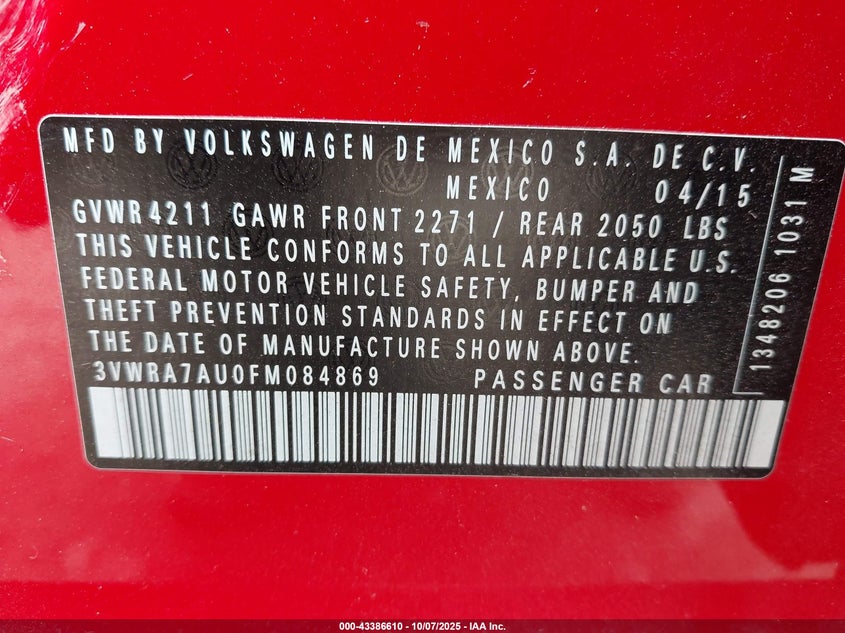 MFD BY VOLKSWAGEN DE MEXICO S.A. DE C.V.
MEXICO 04/15
GVWR 4211 GAWR FRONT 2271 / REAR 2050 LBS
THIS VEHICLE CONFORMS TO ALL APPLICABLE U.S.
FEDERAL MOTOR VEHICLE SAFETY, BUMPER AND
THEFT PREVENTION STANDARDS IN EFFECT ON
THE DATE OF MANUFACTURE SHOWN ABOVE.
3VWRA7AU0FM084869 PASSENGER CAR
1348206 1031 M
000-43386610 - 10/07/2025 - IAA Inc.